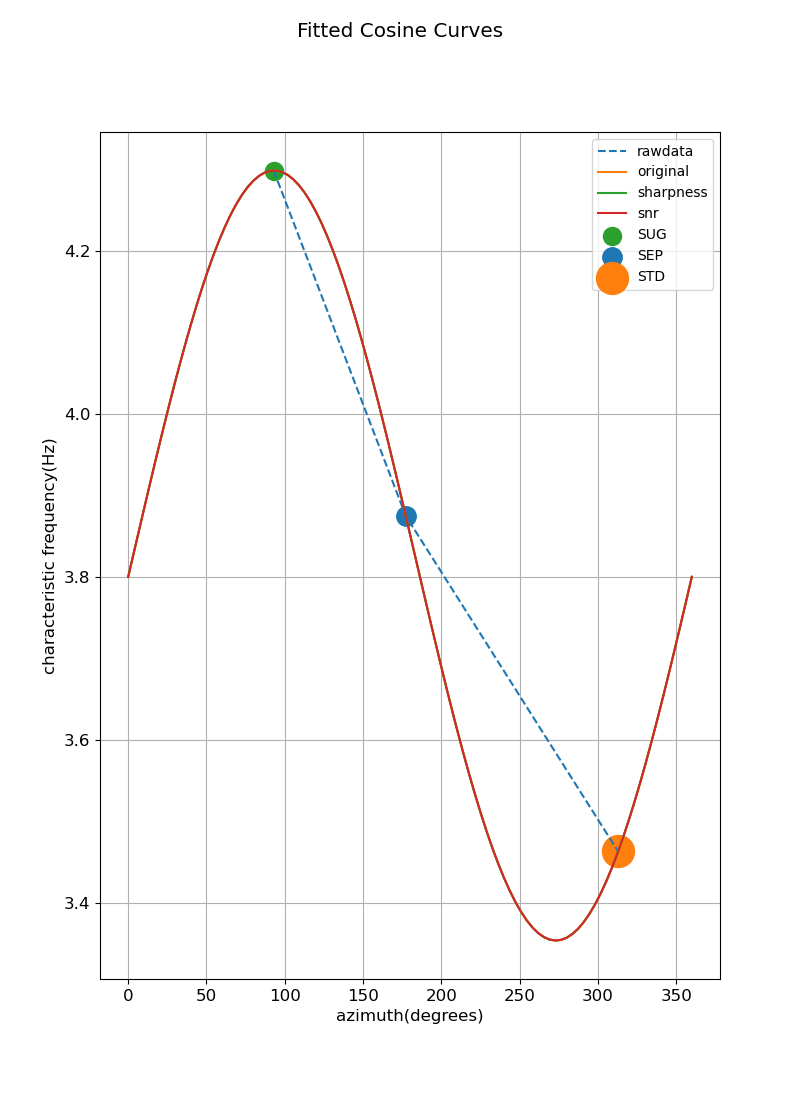 Fitted Cosine Curves
rawdata
original
sharpness
snr
SUG
SEP
STD
4.2
4.0
3.8
3.6
3.4
characteristic frequency(Hz)
0 50 100 150 200 250 300 350
azimuth(degrees)